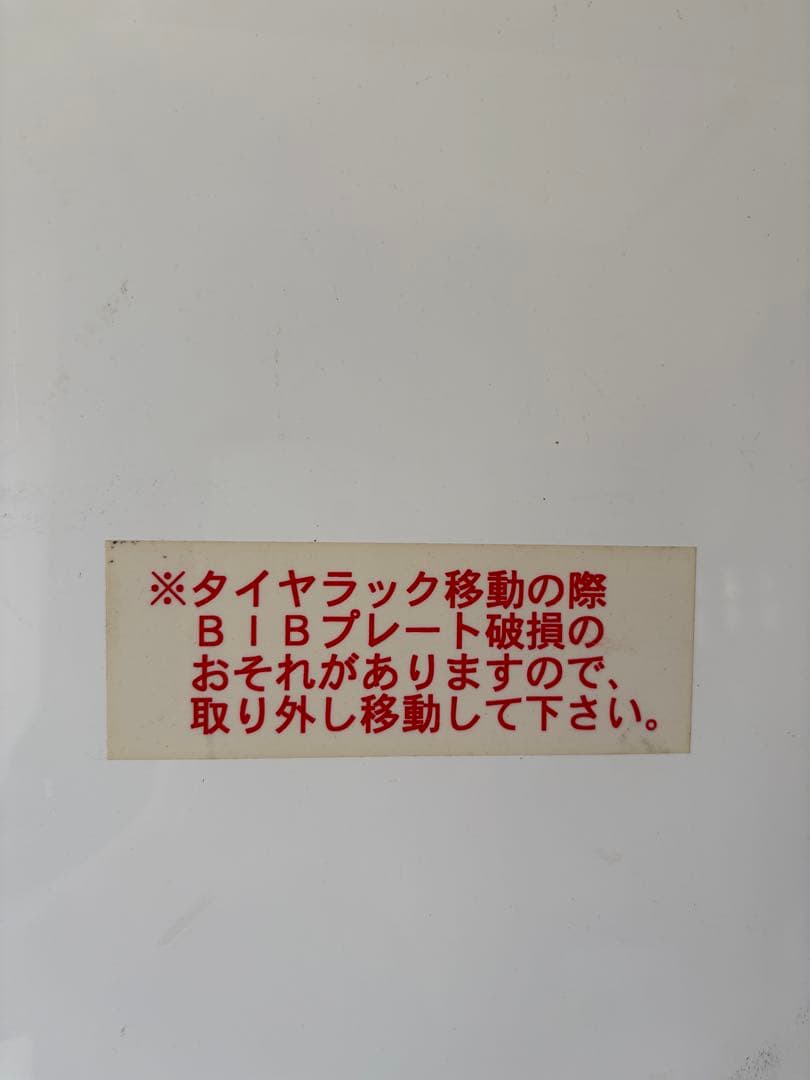 ※タイヤラック移動の際
ＢＩＢプレート破損の
おそれがありますので、
取り外し移動して下さい。